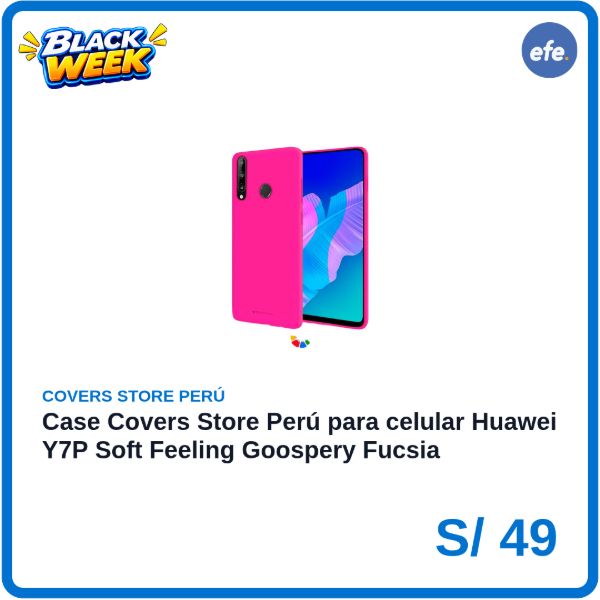 BLACK
WEEK
efe.
COVERS STORE PERÚ
Case Covers Store Perú para celular Huawei
Y7P Soft Feeling Goospery Fucsia
S/ 49